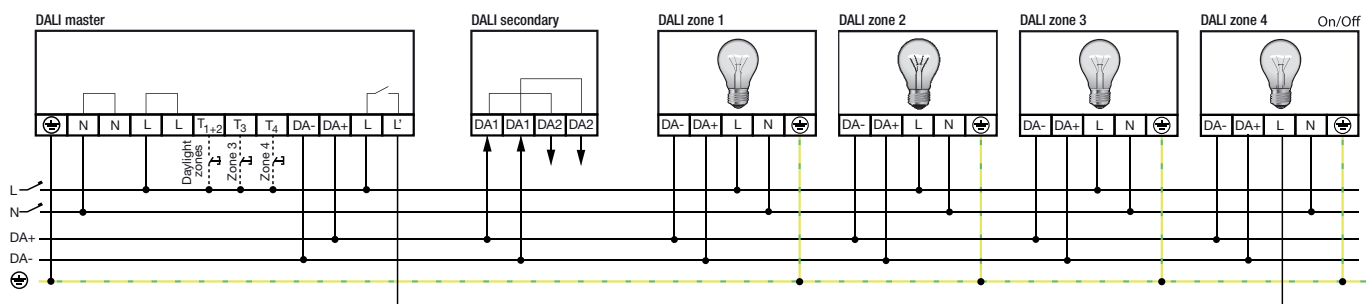 DALI master
DALI secondary
DALI zone 1
DALI zone 2
DALI zone 3
DALI zone 4
On/Off
N N L L T1+2 T3 T4 DA- DA+ L L'
DA1 DA1 DA2 DA2
DA- DA+ L N
DA- DA+ L N
DA- DA+ L N
DA- DA+ L N
Daylight
zones
Zone 3
Zone 4
L
N
DA+
DA-